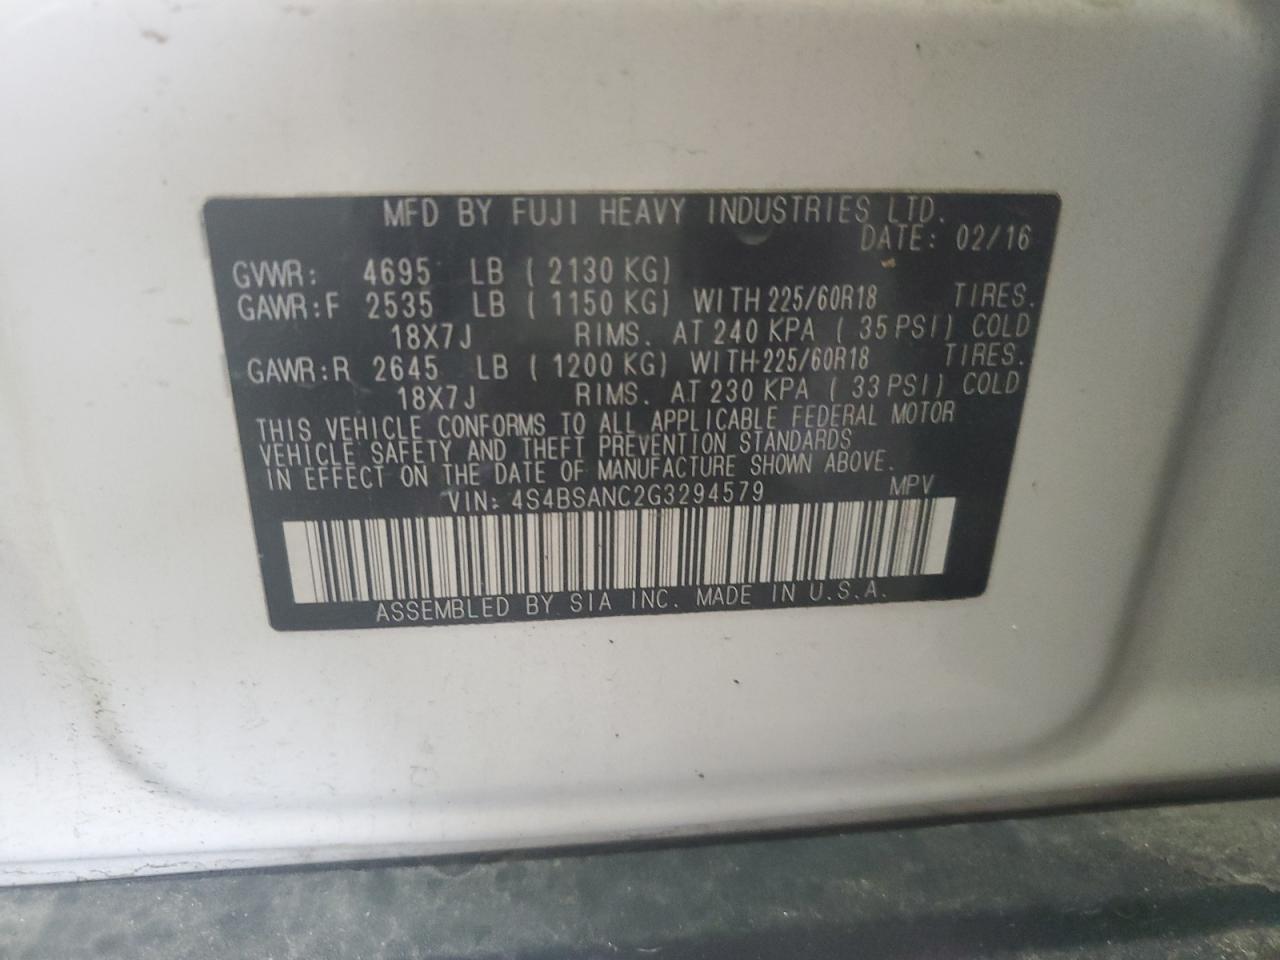 MFD BY FUJI HEAVY INDUSTRIES LTD.
DATE: 02/16
GVWR: 4695 LB ( 2130 KG)
GAWR:F 2535 LB ( 1150 KG) WITH 225/60R18 TIRES.
18X7J RIMS. AT 240 KPA ( 35 PSI) COLD
GAWR:R 2645 LB ( 1200 KG) WITH 225/60R18 TIRES.
18X7J RIMS. AT 230 KPA ( 33 PSI) COLD
THIS VEHICLE CONFORMS TO ALL APPLICABLE FEDERAL MOTOR
VEHICLE SAFETY AND THEFT PREVENTION STANDARDS
IN EFFECT ON THE DATE OF MANUFACTURE SHOWN ABOVE.
VIN: 4S4BSANC2G3294579 MPV
ASSEMBLED BY SIA INC. MADE IN U.S.A.